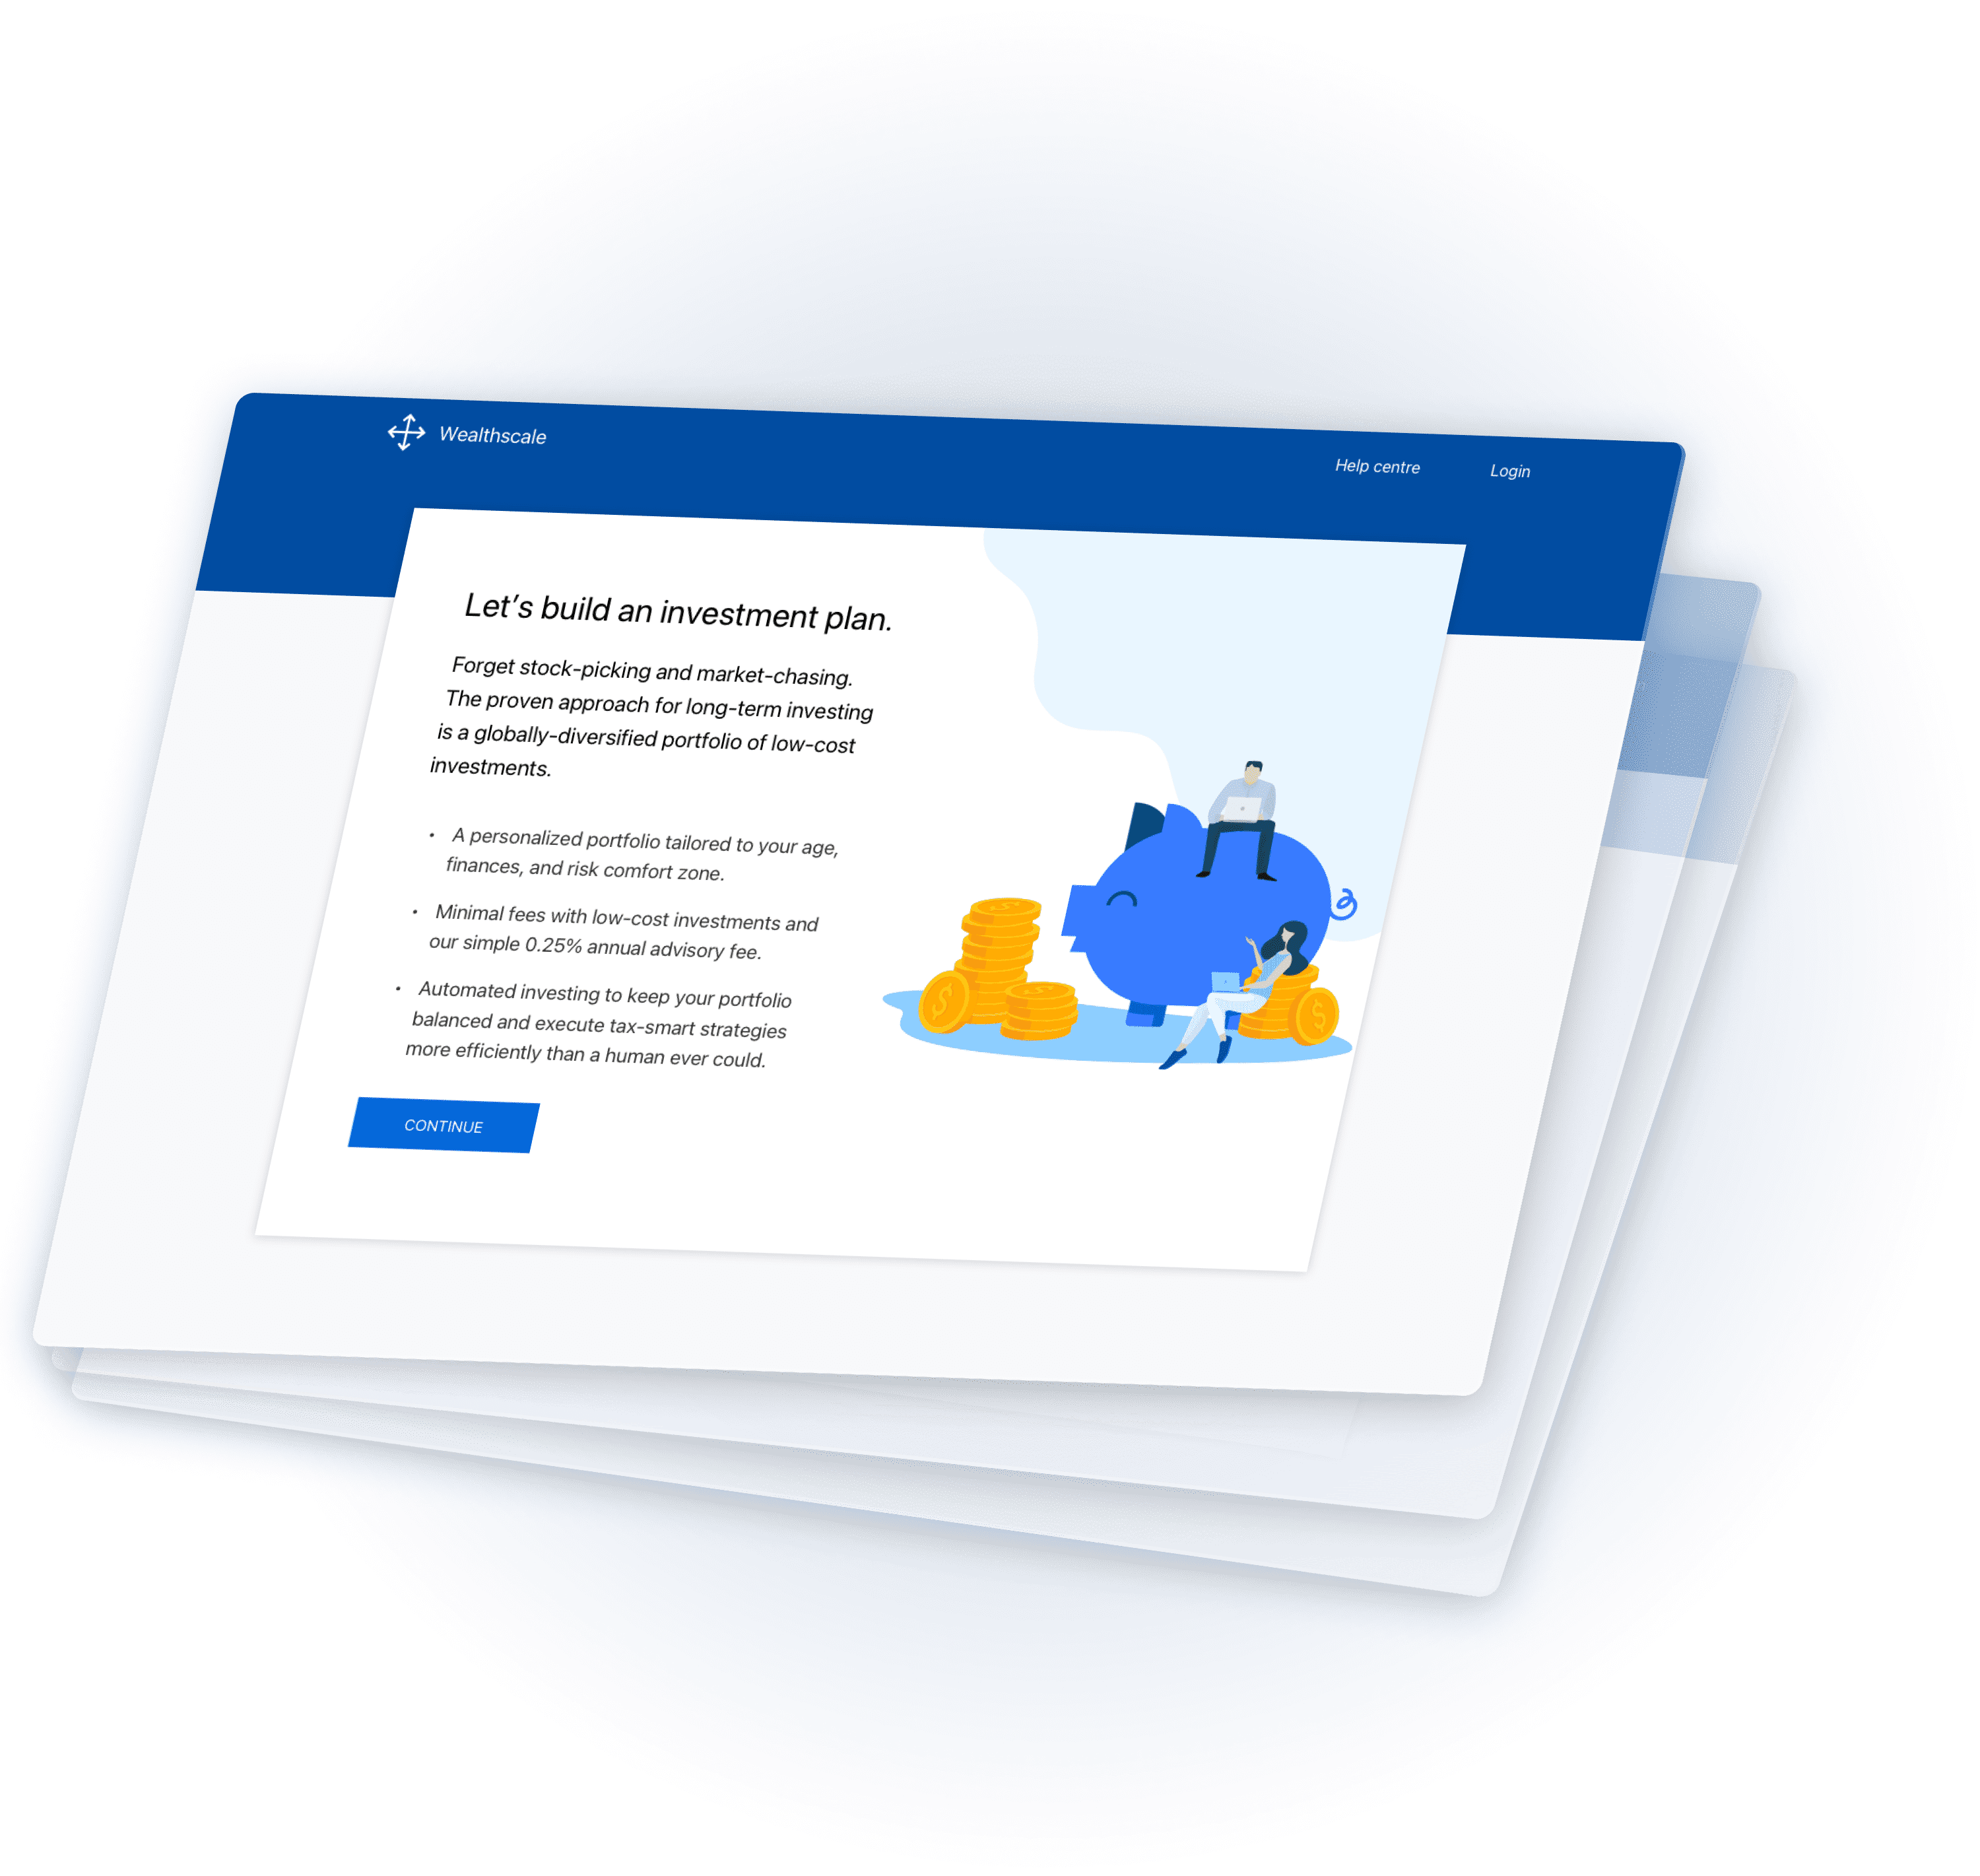 Wealthscale
Help centre
Login
Let's build an investment plan.
Forget stock-picking and market-chasing.
The proven approach for long-term investing
is a globally-diversified portfolio of low-cost
investments.
• A personalized portfolio tailored to your age,
finances, and risk comfort zone.
• Minimal fees with low-cost investments and
our simple 0.25% annual advisory fee.
• Automated investing to keep your portfolio
balanced and execute tax-smart strategies
more efficiently than a human ever could.
CONTINUE